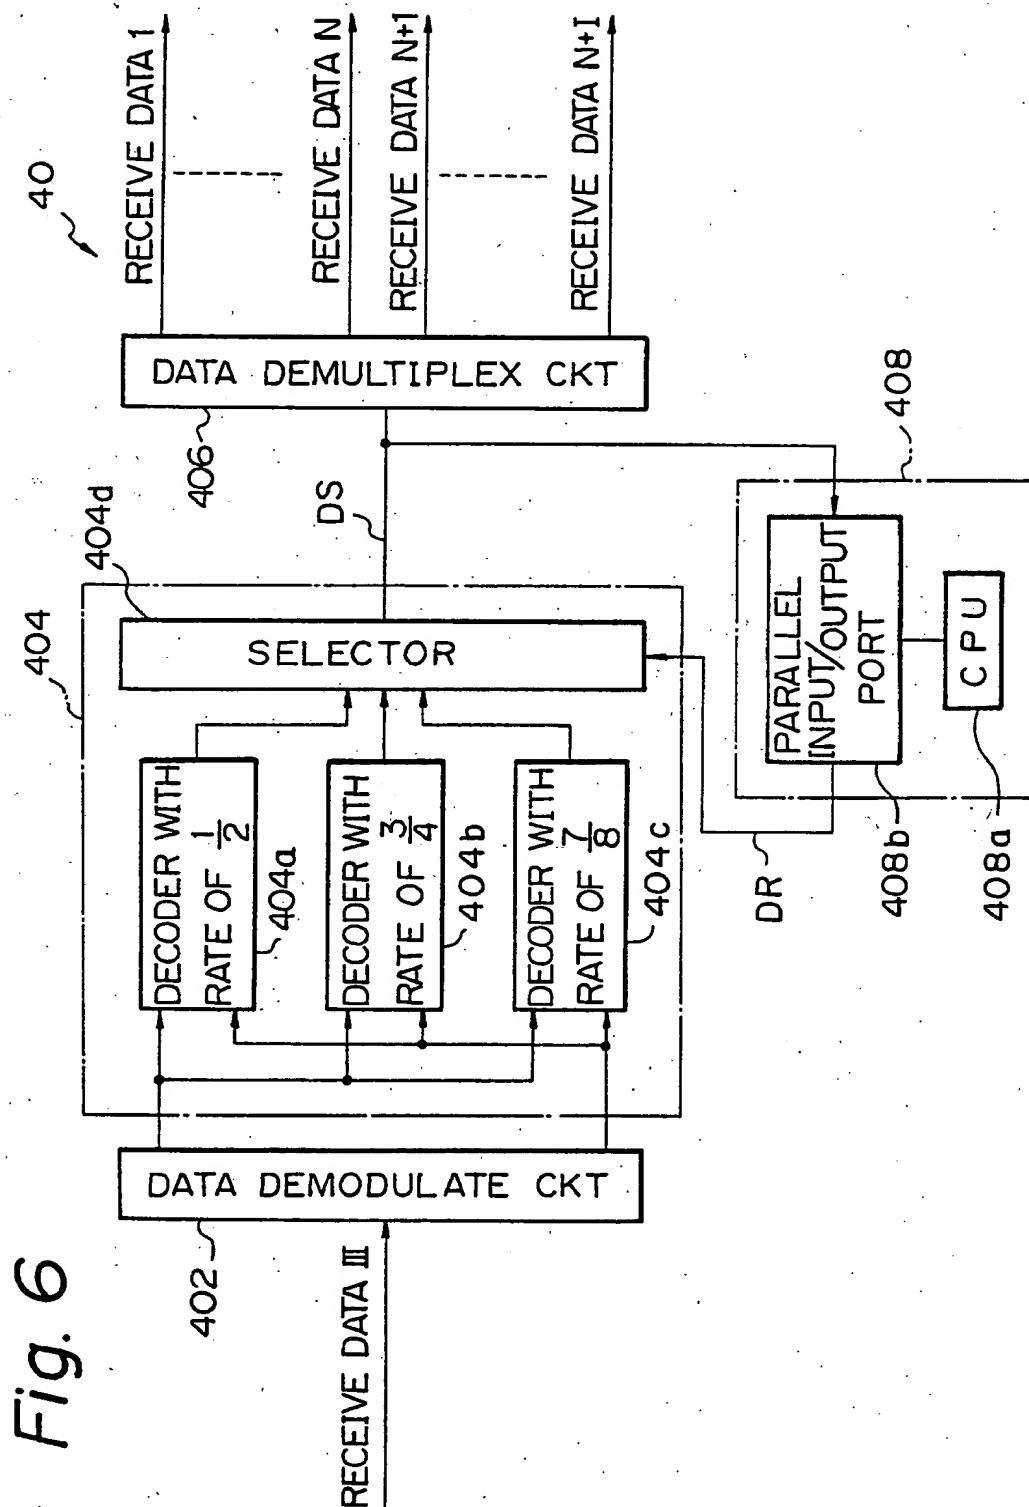 Fig. 6
40
RECEIVE DATA III
402
DATA DEMODULATE CKT
404
DECODER WITH
RATE OF 1/2
404a
DECODER WITH
RATE OF 3/4
404b
DECODER WITH
RATE OF 7/8
404c
404d
SELECTOR
DS
406
DATA DEMULTIPLEX CKT
RECEIVE DATA 1
RECEIVE DATA N
RECEIVE DATA N+1
RECEIVE DATA N+I
DR
408
PARALLEL
INPUT/OUTPUT
PORT
408b
CPU
408a